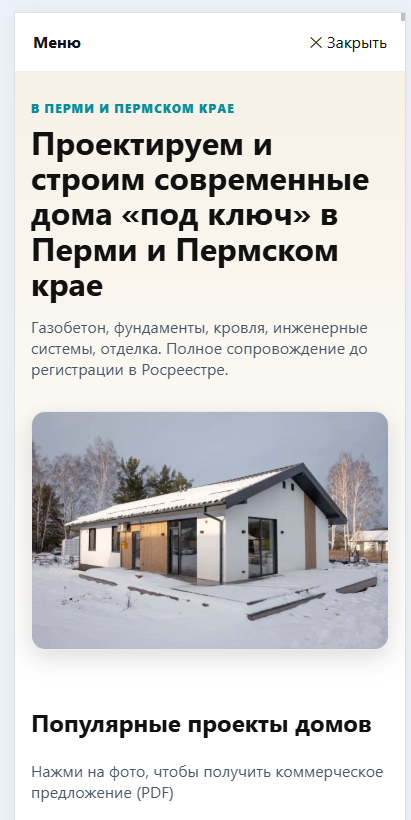 Меню
Закрыть
В ПЕРМИ И ПЕРМСКОМ КРАЕ
Проектируем и
строим современные
дома «под ключ» в
Перми и Пермском
крае
Газобетон, фундаменты, кровля, инженерные
системы, отделка. Полное сопровождение до
регистрации в Росреестре.
Популярные проекты домов
Нажми на фото, чтобы получить коммерческое
предложение (PDF)